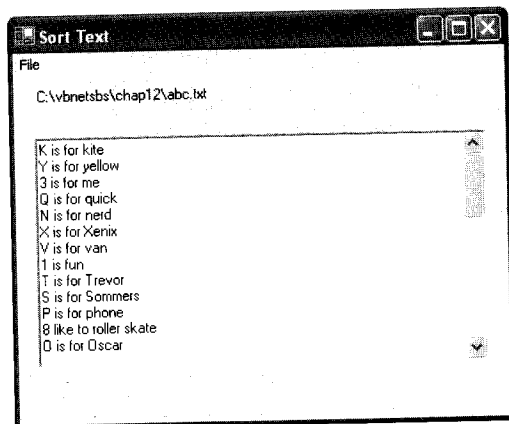 Sort Text
File
C:\vbnetsbs\chap12\abc.txt
K is for kite
Y is for yellow
3 is for me
Q is for quick
N is for nerd
X is for Xenix
V is for van
1 is fun
T is for Trevor
S is for Sommers
P is for phone
8 like to roller skate
O is for Oscar